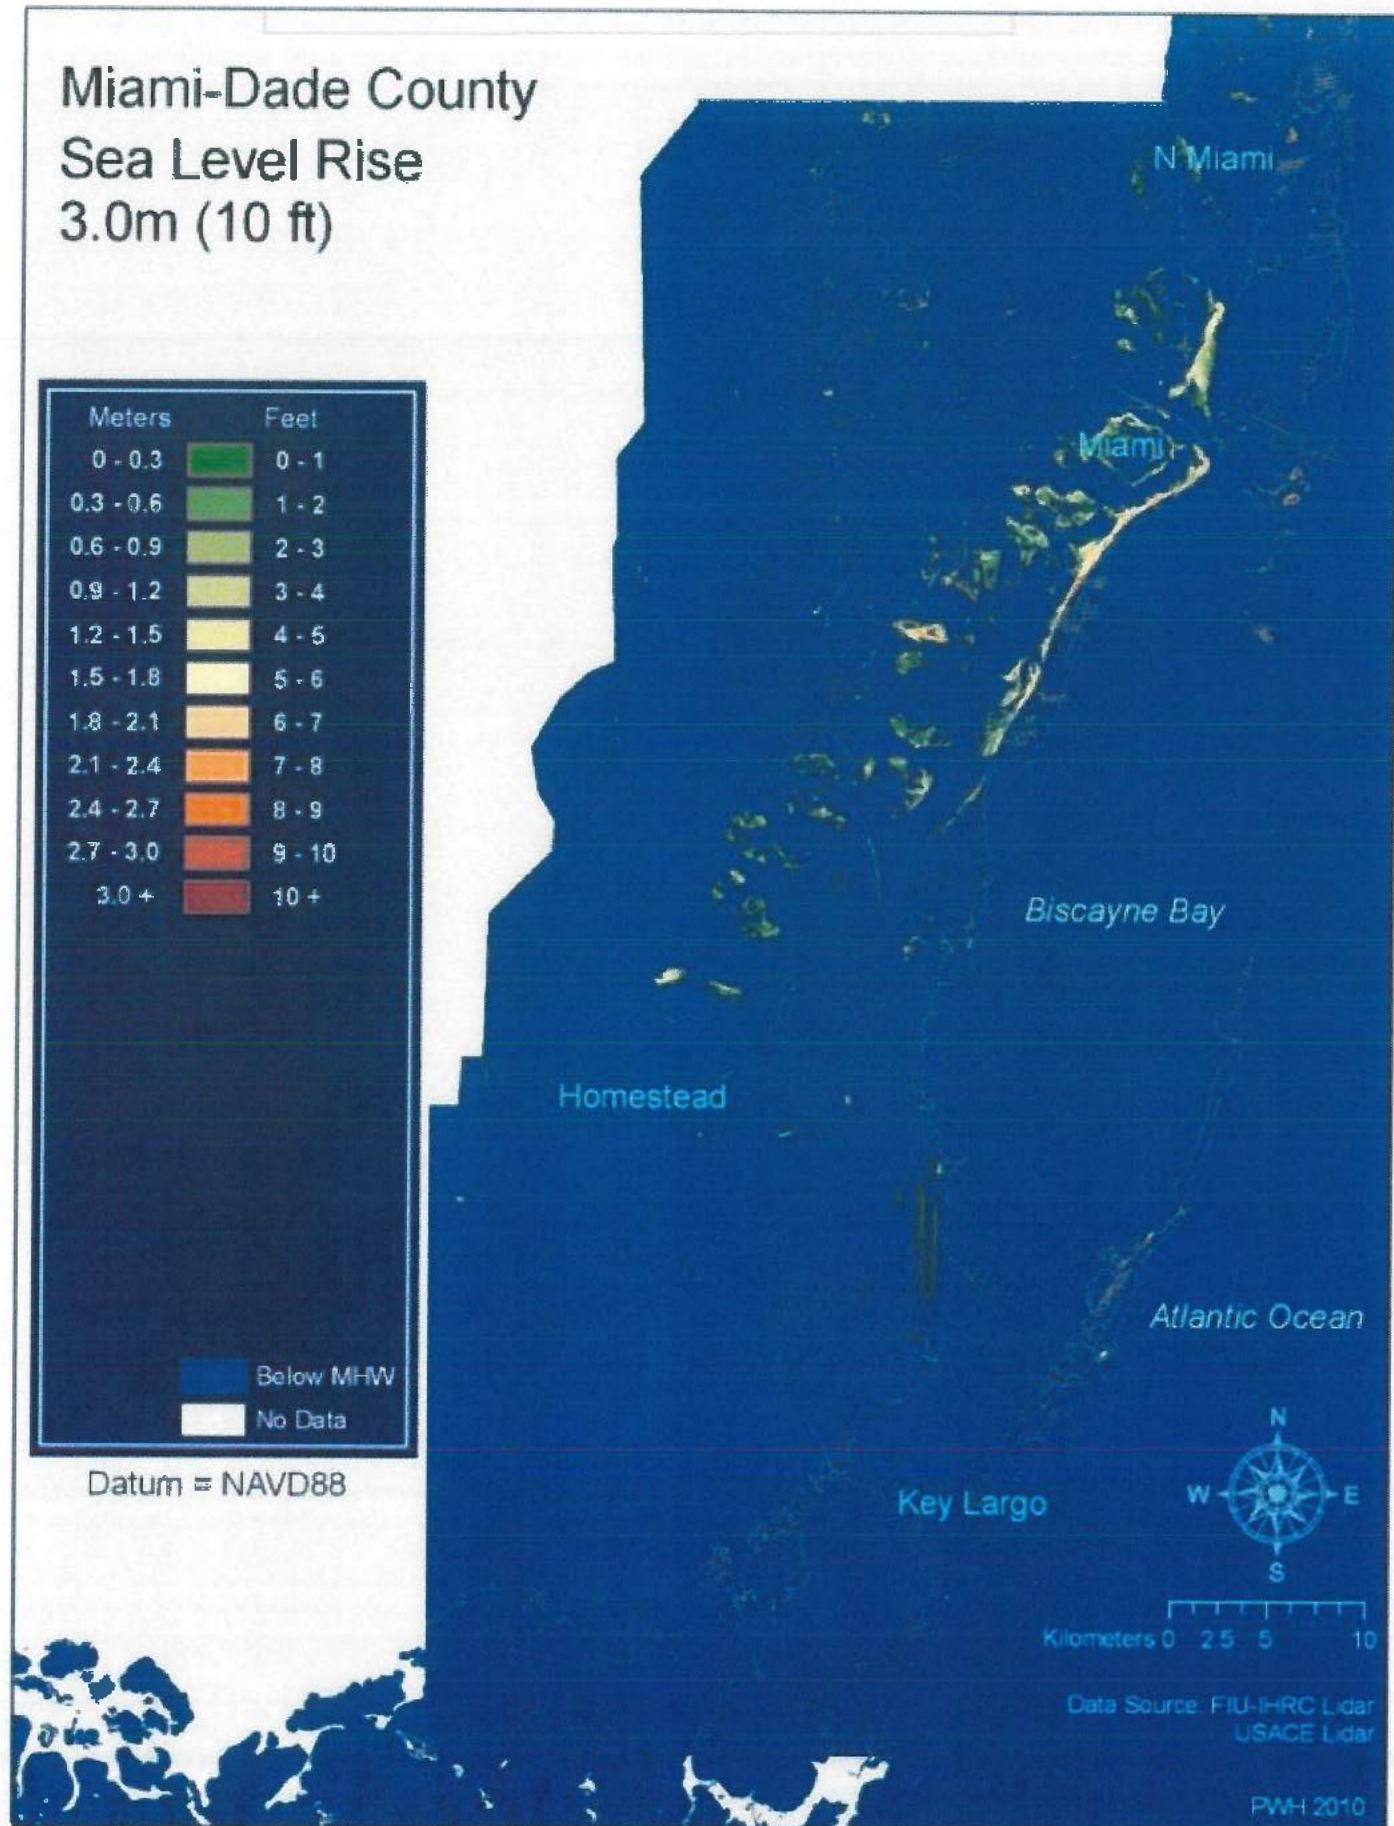 Miami-Dade County
Sea Level Rise
3.0m (10 ft)
N Miami
Meters Feet
0 - 0.3 0 - 1
0.3 - 0.6 1 - 2
0.6 - 0.9 2 - 3
0.9 - 1.2 3 - 4
1.2 - 1.5 4 - 5
1.5 - 1.8 5 - 6
1.8 - 2.1 6 - 7
2.1 - 2.4 7 - 8
2.4 - 2.7 8 - 9
2.7 - 3.0 9 - 10
3.0 + 10 +
Below MHW
No Data
Datum = NAVD88
Miami
Biscayne Bay
Homestead
Atlantic Ocean
Key Largo
N
W E
S
Kilometers 0 2.5 5 10
Data Source: FIU-IHRC Lidar
USACE Lidar
PWH 2010